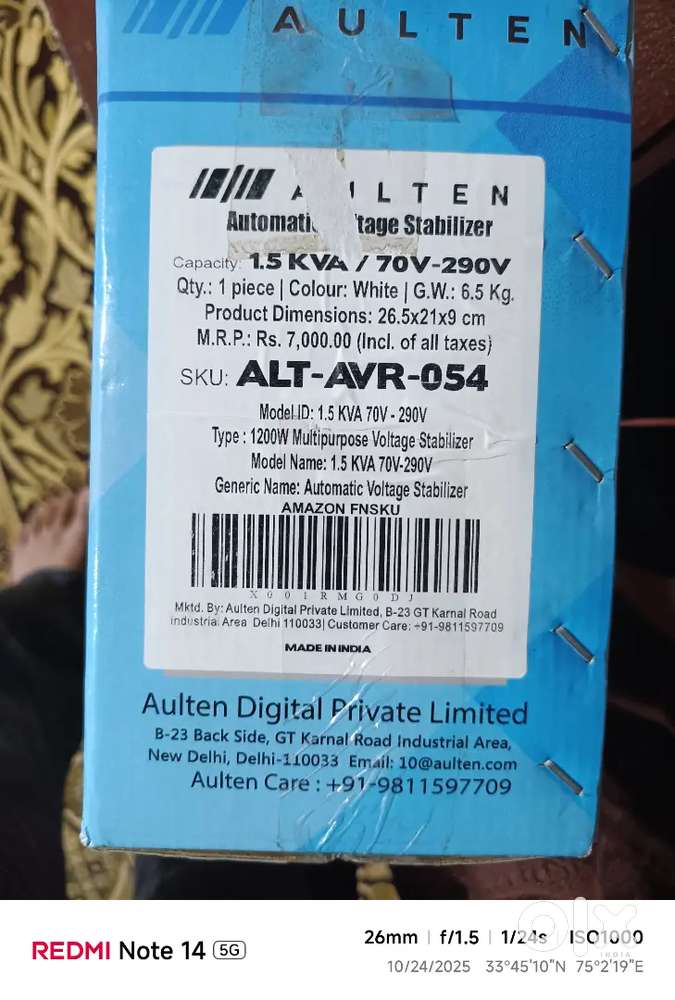 AULTEN
AULTEN
Automatic Voltage Stabilizer
Capacity: 1.5 KVA / 70V-290V
Qty.: 1 piece | Colour: White | G.W.: 6.5 Kg.
Product Dimensions: 26.5x21x9 cm
M.R.P.: Rs. 7,000.00 (Incl. of all taxes)
SKU: ALT-AVR-054
Model ID: 1.5 KVA 70V - 290V
Type : 1200W Multipurpose Voltage Stabilizer
Model Name: 1.5 KVA 70V-290V
Generic Name: Automatic Voltage Stabilizer
AMAZON FNSKU
X001RMG0DJ
Mktd. By: Aulten Digital Private Limited, B-23 GT Karnal Road
industrial Area Delhi 110033| Customer Care: +91-9811597709
MADE IN INDIA
Aulten Digital Private Limited
B-23 Back Side, GT Karnal Road Industrial Area,
New Delhi, Delhi-110033 Email: 10@aulten.com
Aulten Care : +91-9811597709
REDMI Note 14 5G
26mm | f/1.5 | 1/24s | ISO1000
10/24/2025 33°45'10"N 75°2'19"E
olx
INDIA